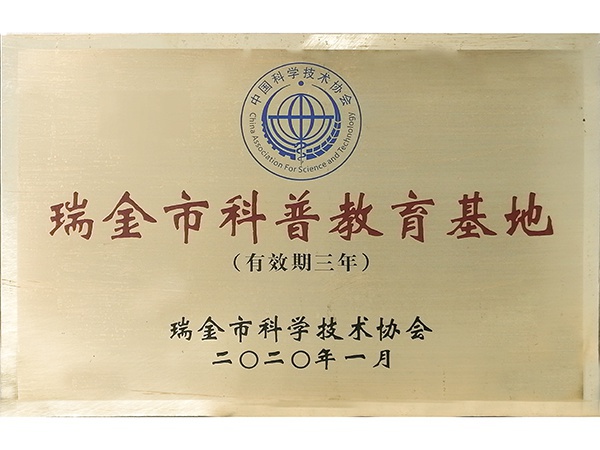 中国科学技术协会
China Association For Science and Technology
瑞金市科普教育基地
（有效期三年）
瑞金市科学技术协会
二〇二〇年一月